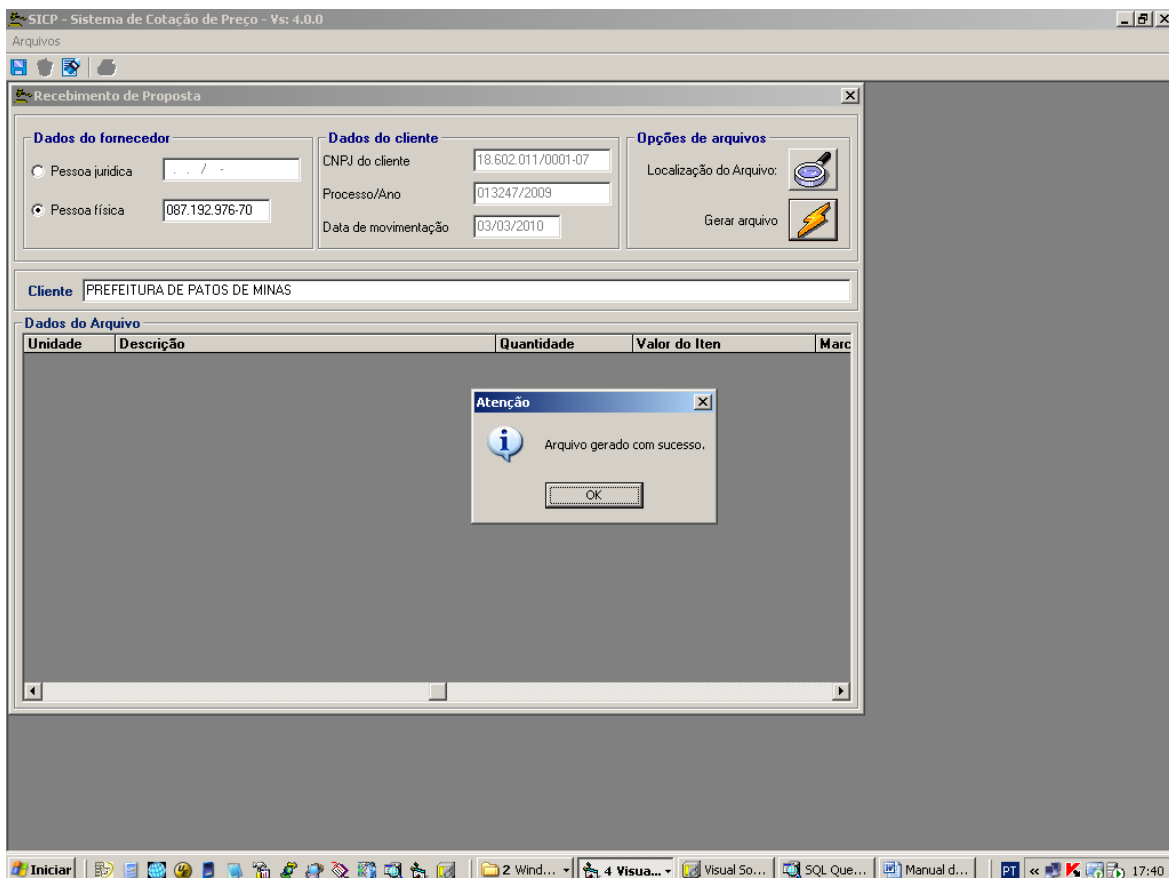 SICP - Sistema de Cotação de Preço - Vs: 4.0.0
Arquivos
Recebimento de Proposta
Dados do fornecedor
Pessoa juridica . . / -
Pessoa física 087.192.976-70
Dados do cliente
CNPJ do cliente 18.602.011/0001-07
Processo/Ano 013247/2009
Data de movimentação 03/03/2010
Opções de arquivos
Localização do Arquivo:
Gerar arquivo
Cliente PREFEITURA DE PATOS DE MINAS
Dados do Arquivo
Unidade Descrição Quantidade Valor do Iten Marc
Atenção
Arquivo gerado com sucesso.
OK
Iniciar 2 Wind... 4 Visua... Visual So... SQL Que... Manual d... PT « 17:40